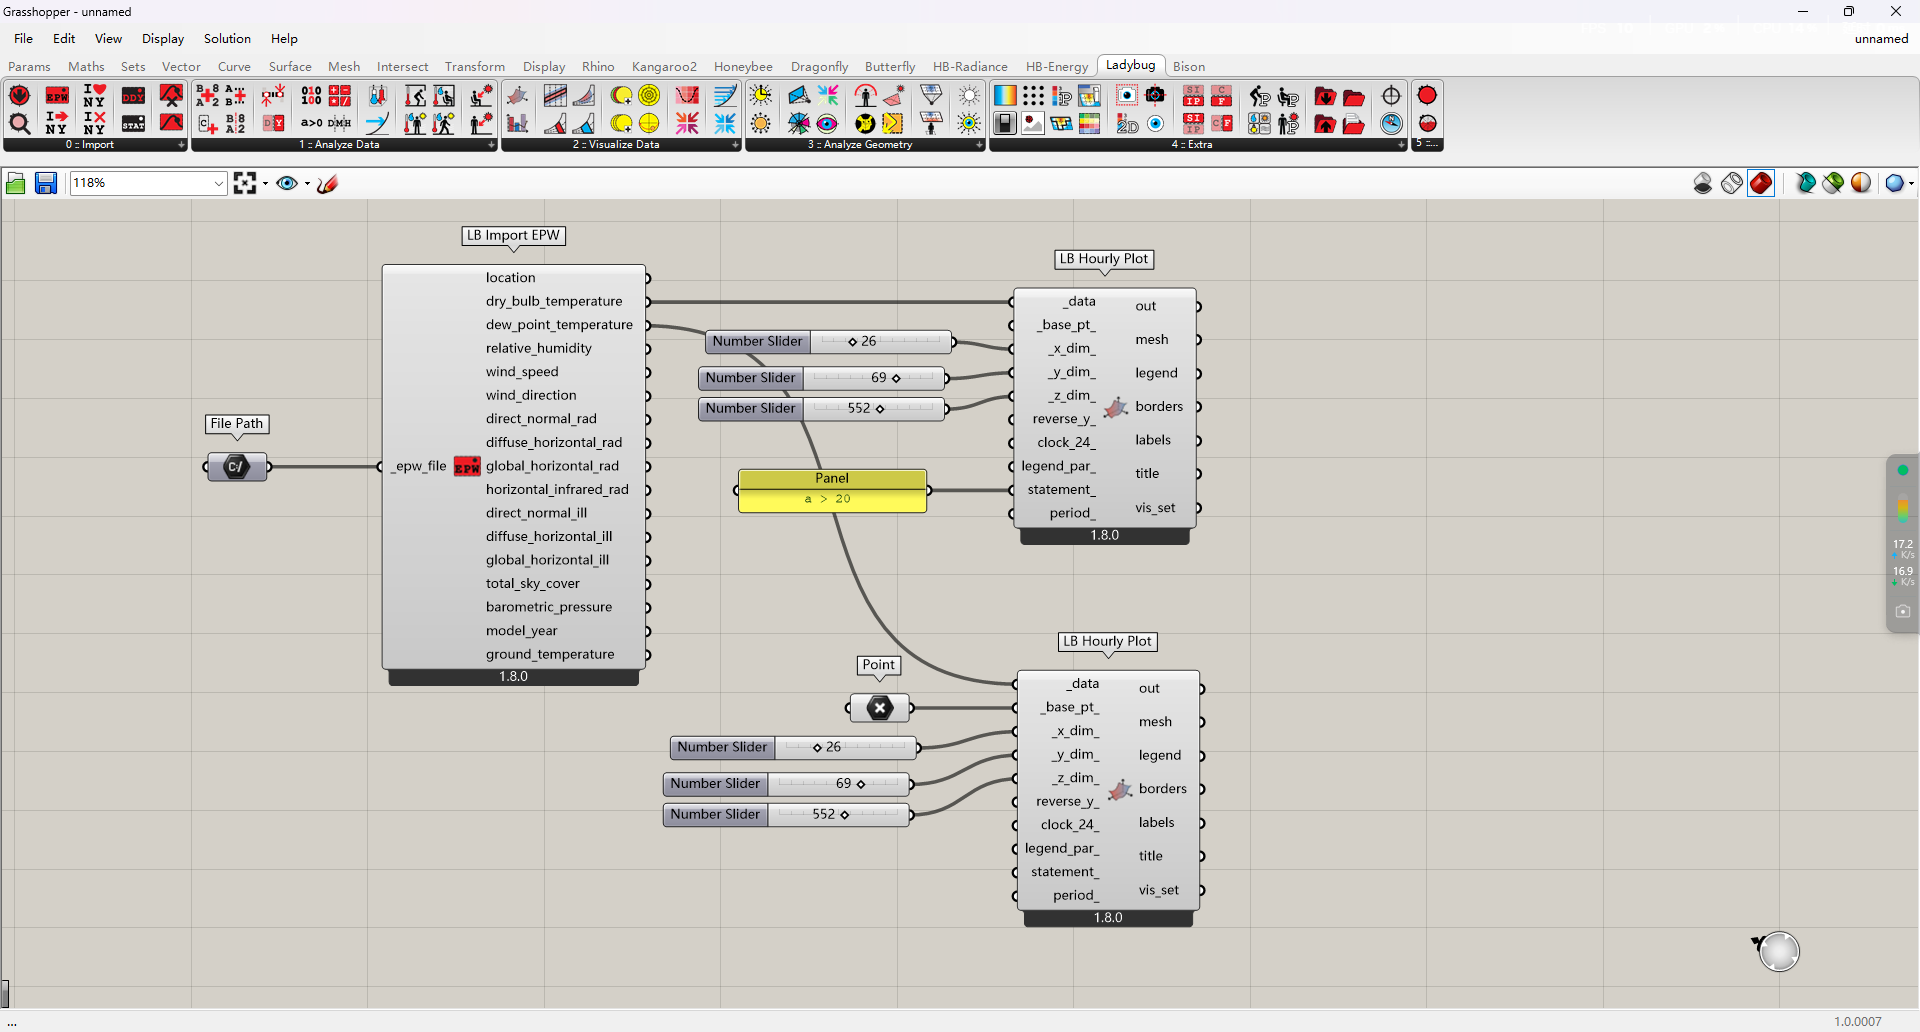 Grasshopper - unnamed
File Edit View Display Solution Help
unnamed
Params Maths Sets Vector Curve Surface Mesh Intersect Transform Display Rhino Kangaroo2 Honeybee Dragonfly Butterfly HB-Radiance HB-Energy Ladybug Bison
0 :: Import
1 :: Analyze Data
2 :: Visualize Data
3 :: Analyze Geometry
4 :: Extra
5 ::...
118%
LB Import EPW
location
dry_bulb_temperature
dew_point_temperature
relative_humidity
wind_speed
wind_direction
direct_normal_rad
diffuse_horizontal_rad
_epw_file EPW global_horizontal_rad
horizontal_infrared_rad
direct_normal_ill
diffuse_horizontal_ill
global_horizontal_ill
total_sky_cover
barometric_pressure
model_year
ground_temperature
1.8.0
File Path
C:/
Number Slider 26
Number Slider 69
Number Slider 552
Panel
a > 20
LB Hourly Plot
_data
_base_pt_
_x_dim_
_y_dim_
_z_dim_
reverse_y_
clock_24_
legend_par_
statement_
period_
out
mesh
legend
borders
labels
title
vis_set
1.8.0
Point
Number Slider 26
Number Slider 69
Number Slider 552
LB Hourly Plot
_data
_base_pt_
_x_dim_
_y_dim_
_z_dim_
reverse_y_
clock_24_
legend_par_
statement_
period_
out
mesh
legend
borders
labels
title
vis_set
1.8.0
17.2
K/s
16.9
K/s
...
1.0.0007